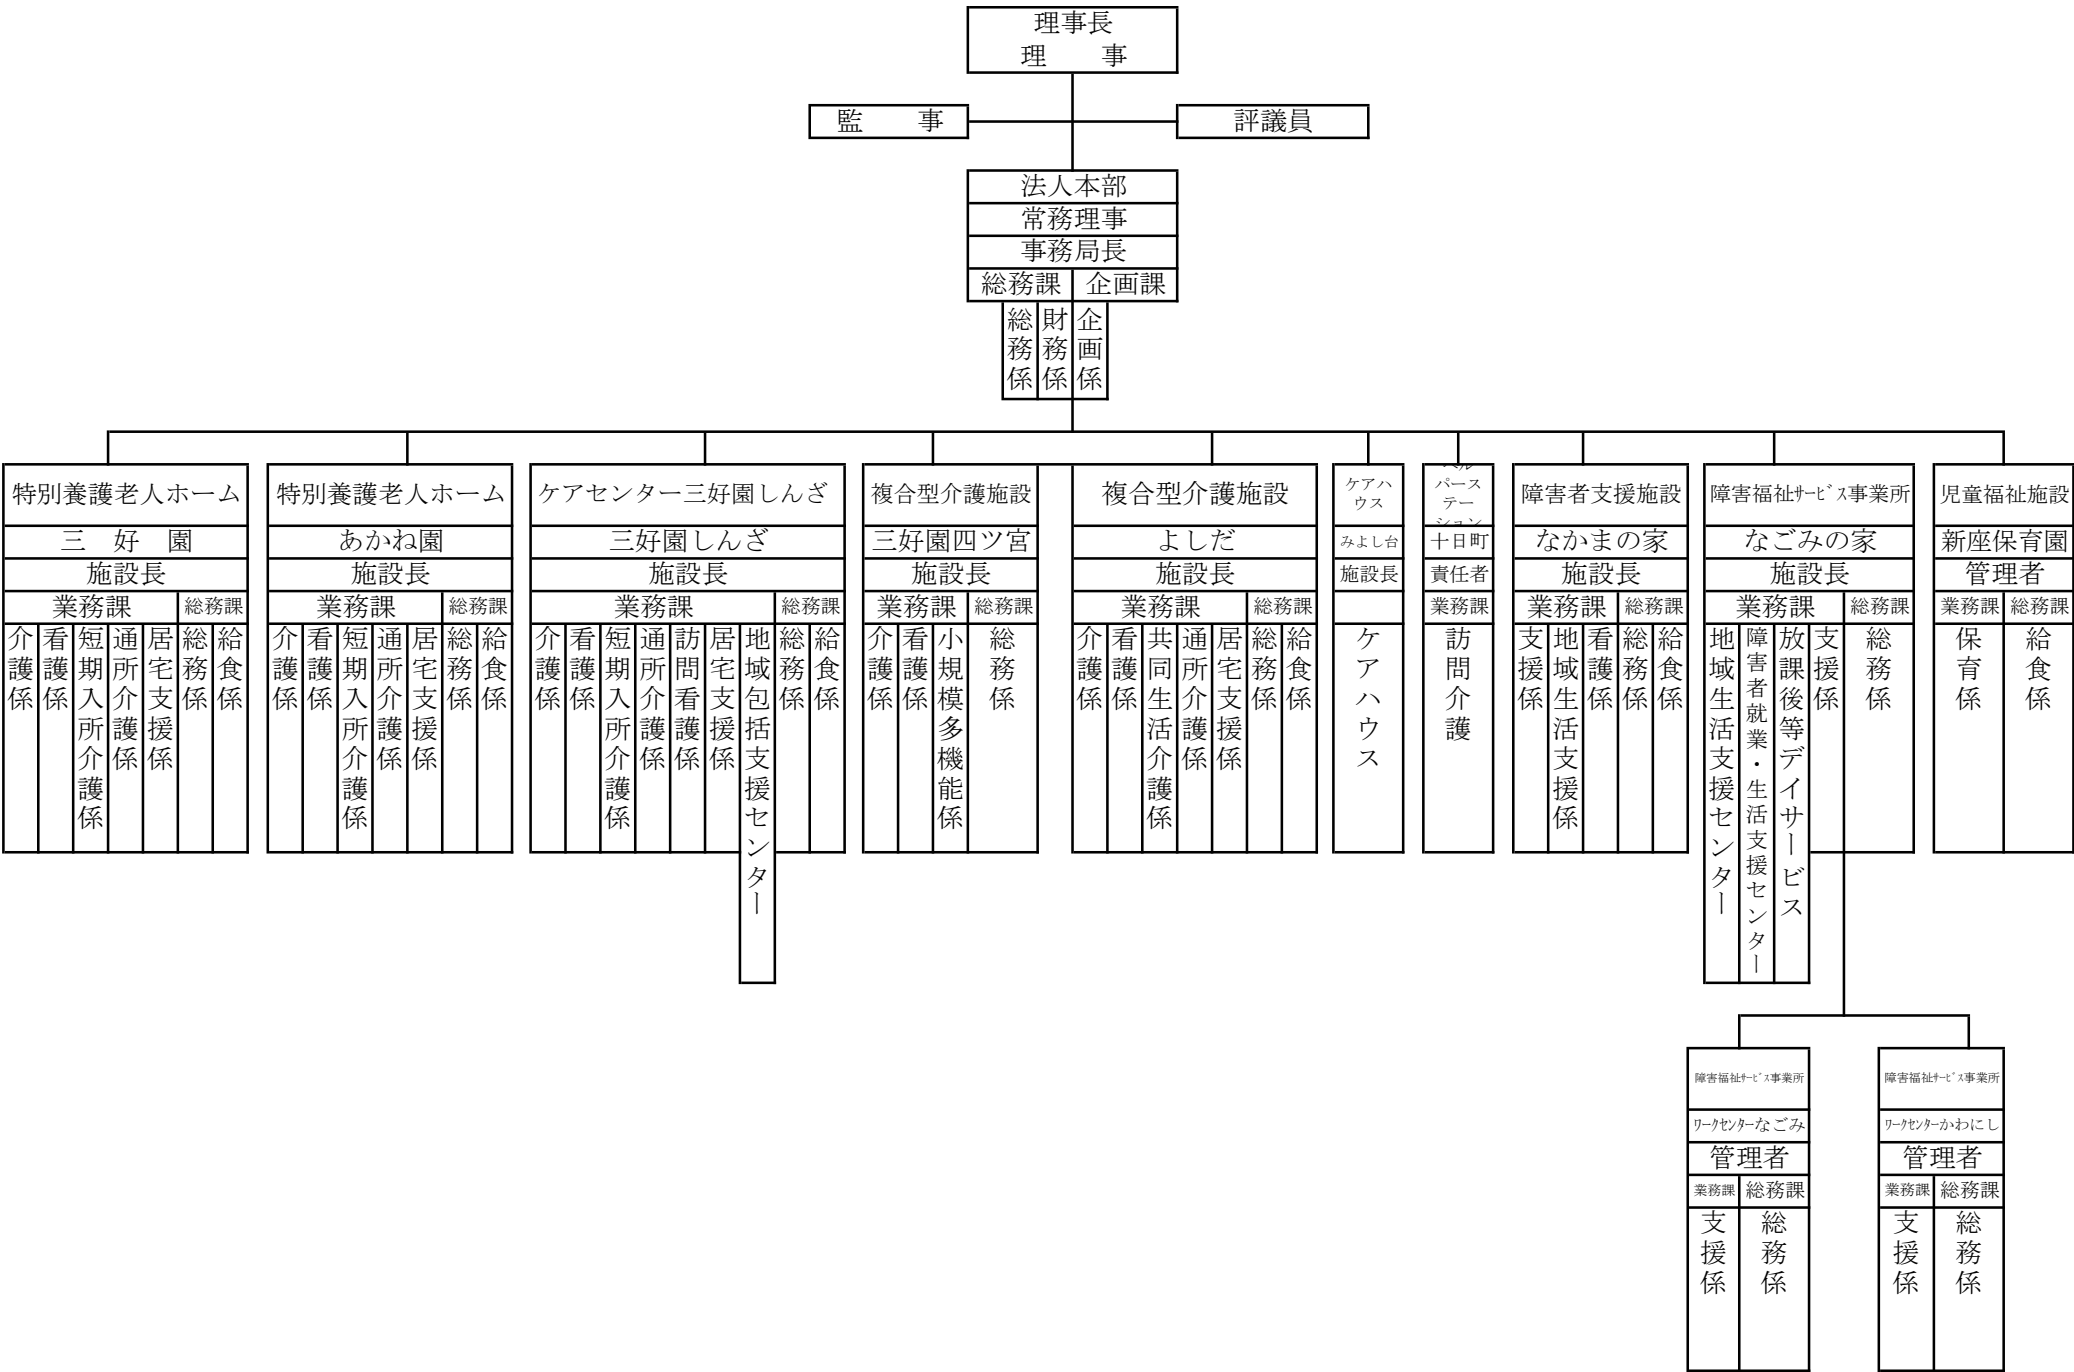 理事長
理　　事
監　　事
評議員
法人本部
常務理事
事務局長
総務課
企画課
総務係
財務係
企画係
特別養護老人ホーム
三　好　園
施設長
業務課
総務課
介護係
看護係
短期入所介護係
通所介護係
居宅支援係
総務係
給食係
特別養護老人ホーム
あかね園
施設長
業務課
総務課
介護係
看護係
短期入所介護係
通所介護係
居宅支援係
総務係
給食係
ケアセンター三好園しんざ
三好園しんざ
施設長
業務課
総務課
介護係
看護係
短期入所介護係
通所介護係
訪問看護係
居宅支援係
地域包括支援センター
総務係
給食係
複合型介護施設
三好園四ツ宮
施設長
業務課
総務課
介護係
看護係
小規模多機能係
総務係
複合型介護施設
よしだ
施設長
業務課
総務課
介護係
看護係
共同生活介護係
通所介護係
居宅支援係
総務係
給食係
ケアハ
ウス
みよし台
施設長
ケアハウス
ヘル
パース
テー
ション
十日町
責任者
業務課
訪問介護
障害者支援施設
なかまの家
施設長
業務課
総務課
支援係
地域生活支援係
看護係
総務係
給食係
障害福祉ｻｰﾋﾞｽ事業所
なごみの家
施設長
業務課
総務課
地域生活支援センター
障害者就業・生活支援センター
放課後等デイサービス
支援係
総務係
児童福祉施設
新座保育園
管理者
業務課
総務課
保育係
給食係
障害福祉ｻｰﾋﾞｽ事業所
ﾜｰｸｾﾝﾀｰなごみ
管理者
業務課
総務課
支援係
総務係
障害福祉ｻｰﾋﾞｽ事業所
ﾜｰｸｾﾝﾀｰかわにし
管理者
業務課
総務課
支援係
総務係